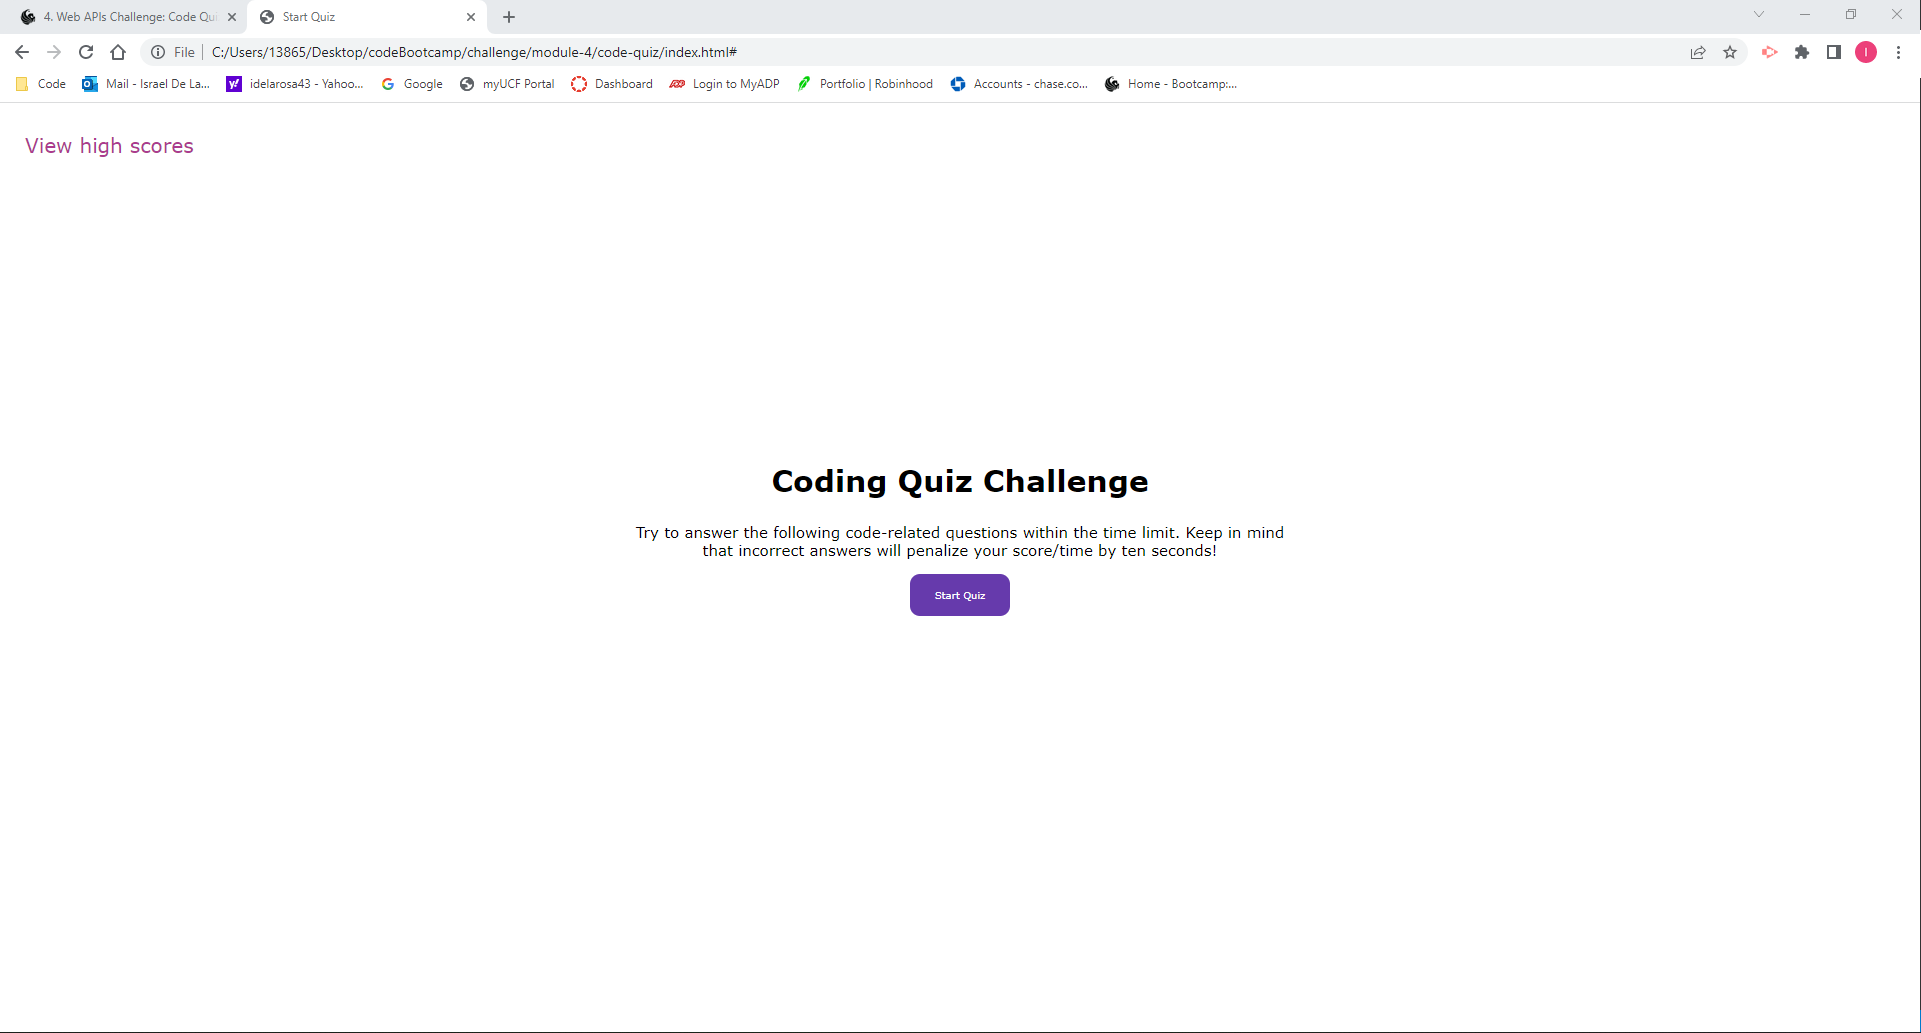 4. Web APIs Challenge: Code Qui
Start Quiz
File
C:/Users/13865/Desktop/codeBootcamp/challenge/module-4/code-quiz/index.html#
I
Code
Mail - Israel De La...
idelarosa43 - Yahoo...
Google
myUCF Portal
Dashboard
Login to MyADP
Portfolio | Robinhood
Accounts - chase.co...
Home - Bootcamp:...
View high scores
Coding Quiz Challenge
Try to answer the following code-related questions within the time limit. Keep in mind
that incorrect answers will penalize your score/time by ten seconds!
Start Quiz